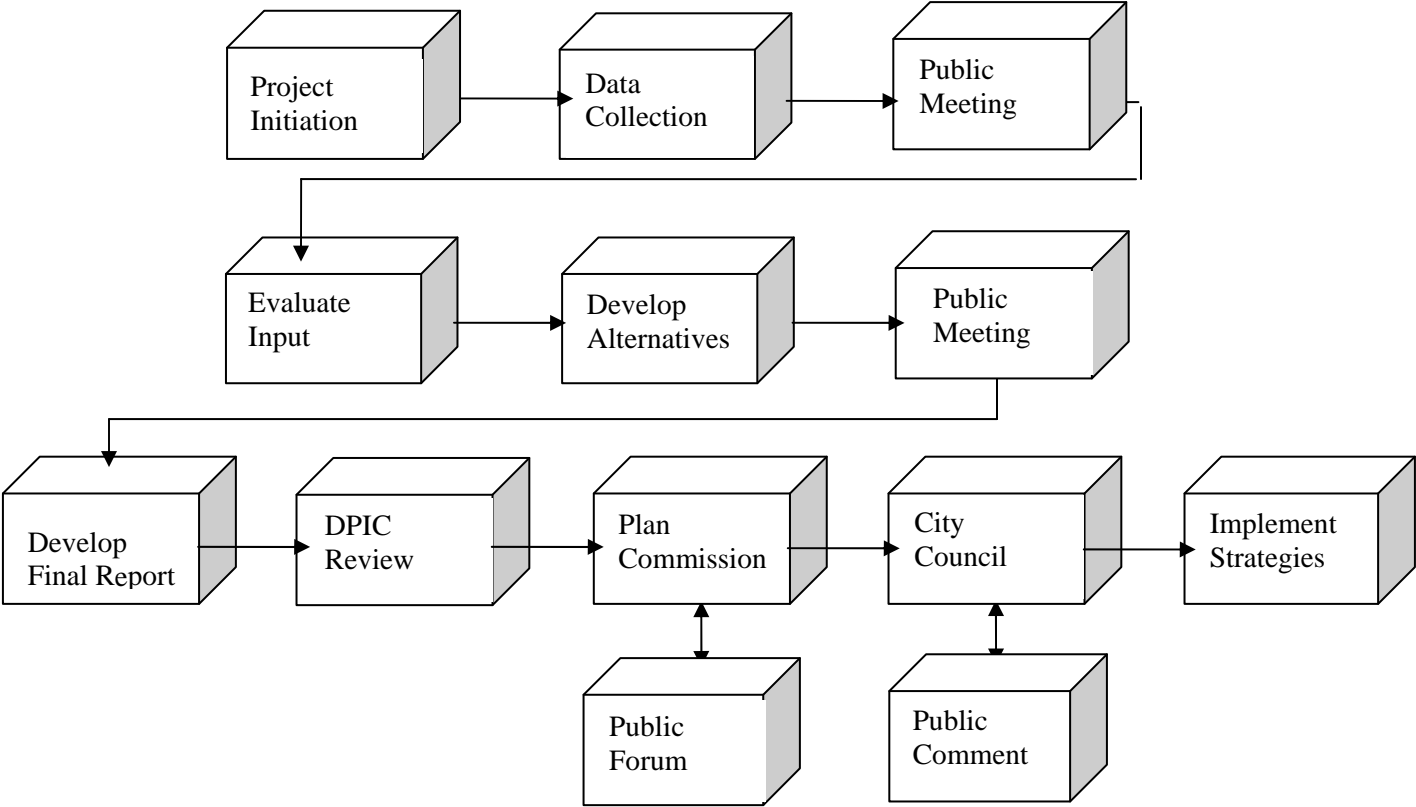 Project
Initiation
Data
Collection
Public
Meeting
Evaluate
Input
Develop
Alternatives
Public
Meeting
Develop
Final Report
DPIC
Review
Plan
Commission
City
Council
Implement
Strategies
Public
Forum
Public
Comment